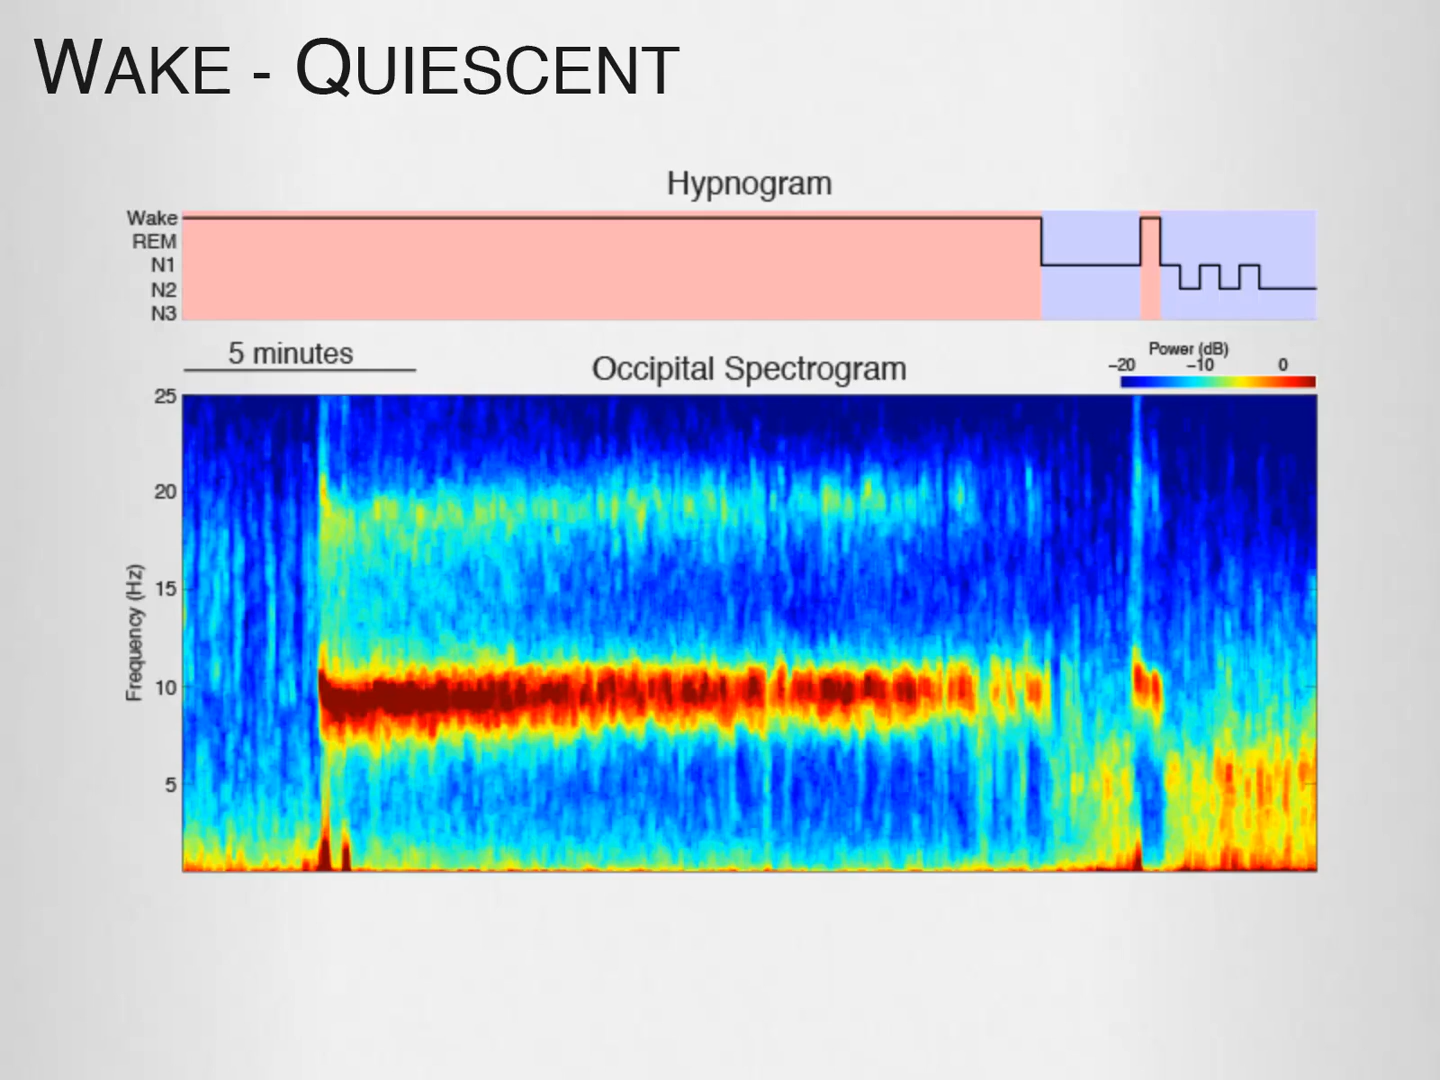 WAKE - QUIESCENT
Hypnogram
Wake
REM
N1
N2
N3
5 minutes
Occipital Spectrogram
Power (dB)
−20 −10 0
25
20
15
10
5
Frequency (Hz)